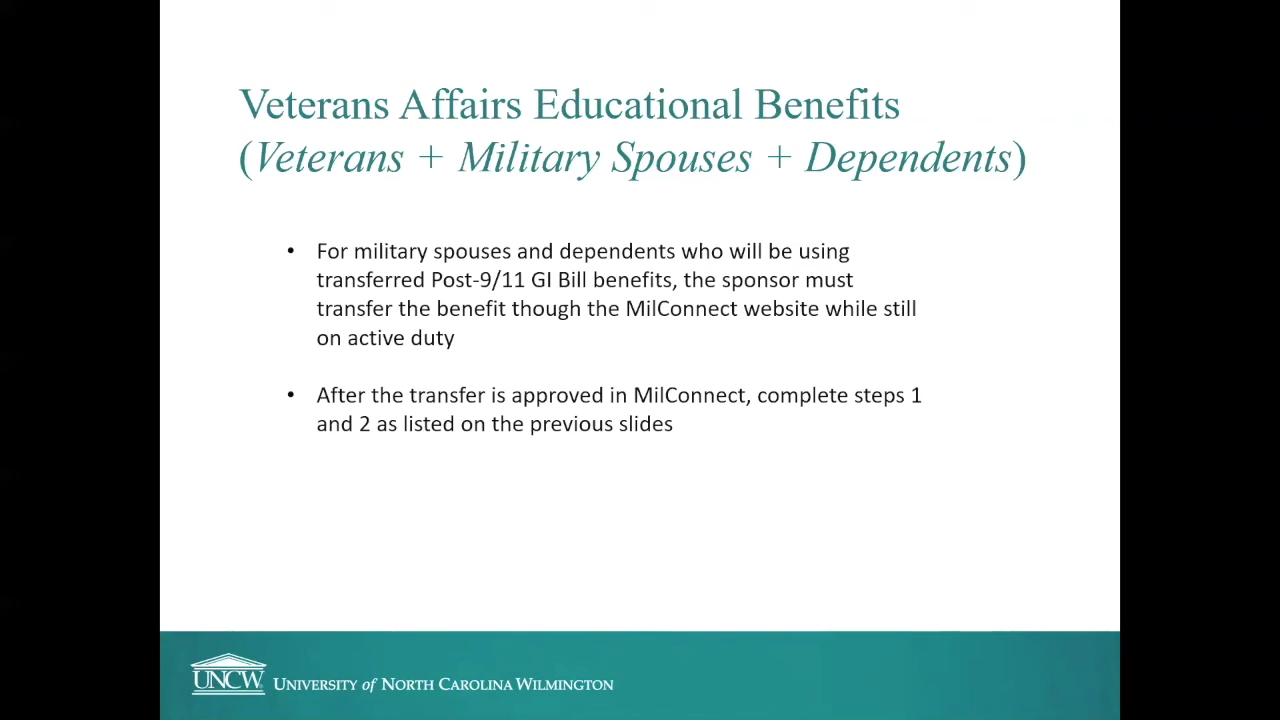 Veterans Affairs Educational Benefits
(Veterans + Military Spouses + Dependents)
• For military spouses and dependents who will be using
transferred Post-9/11 GI Bill benefits, the sponsor must
transfer the benefit though the MilConnect website while still
on active duty
• After the transfer is approved in MilConnect, complete steps 1
and 2 as listed on the previous slides
UNCW UNIVERSITY of NORTH CAROLINA WILMINGTON